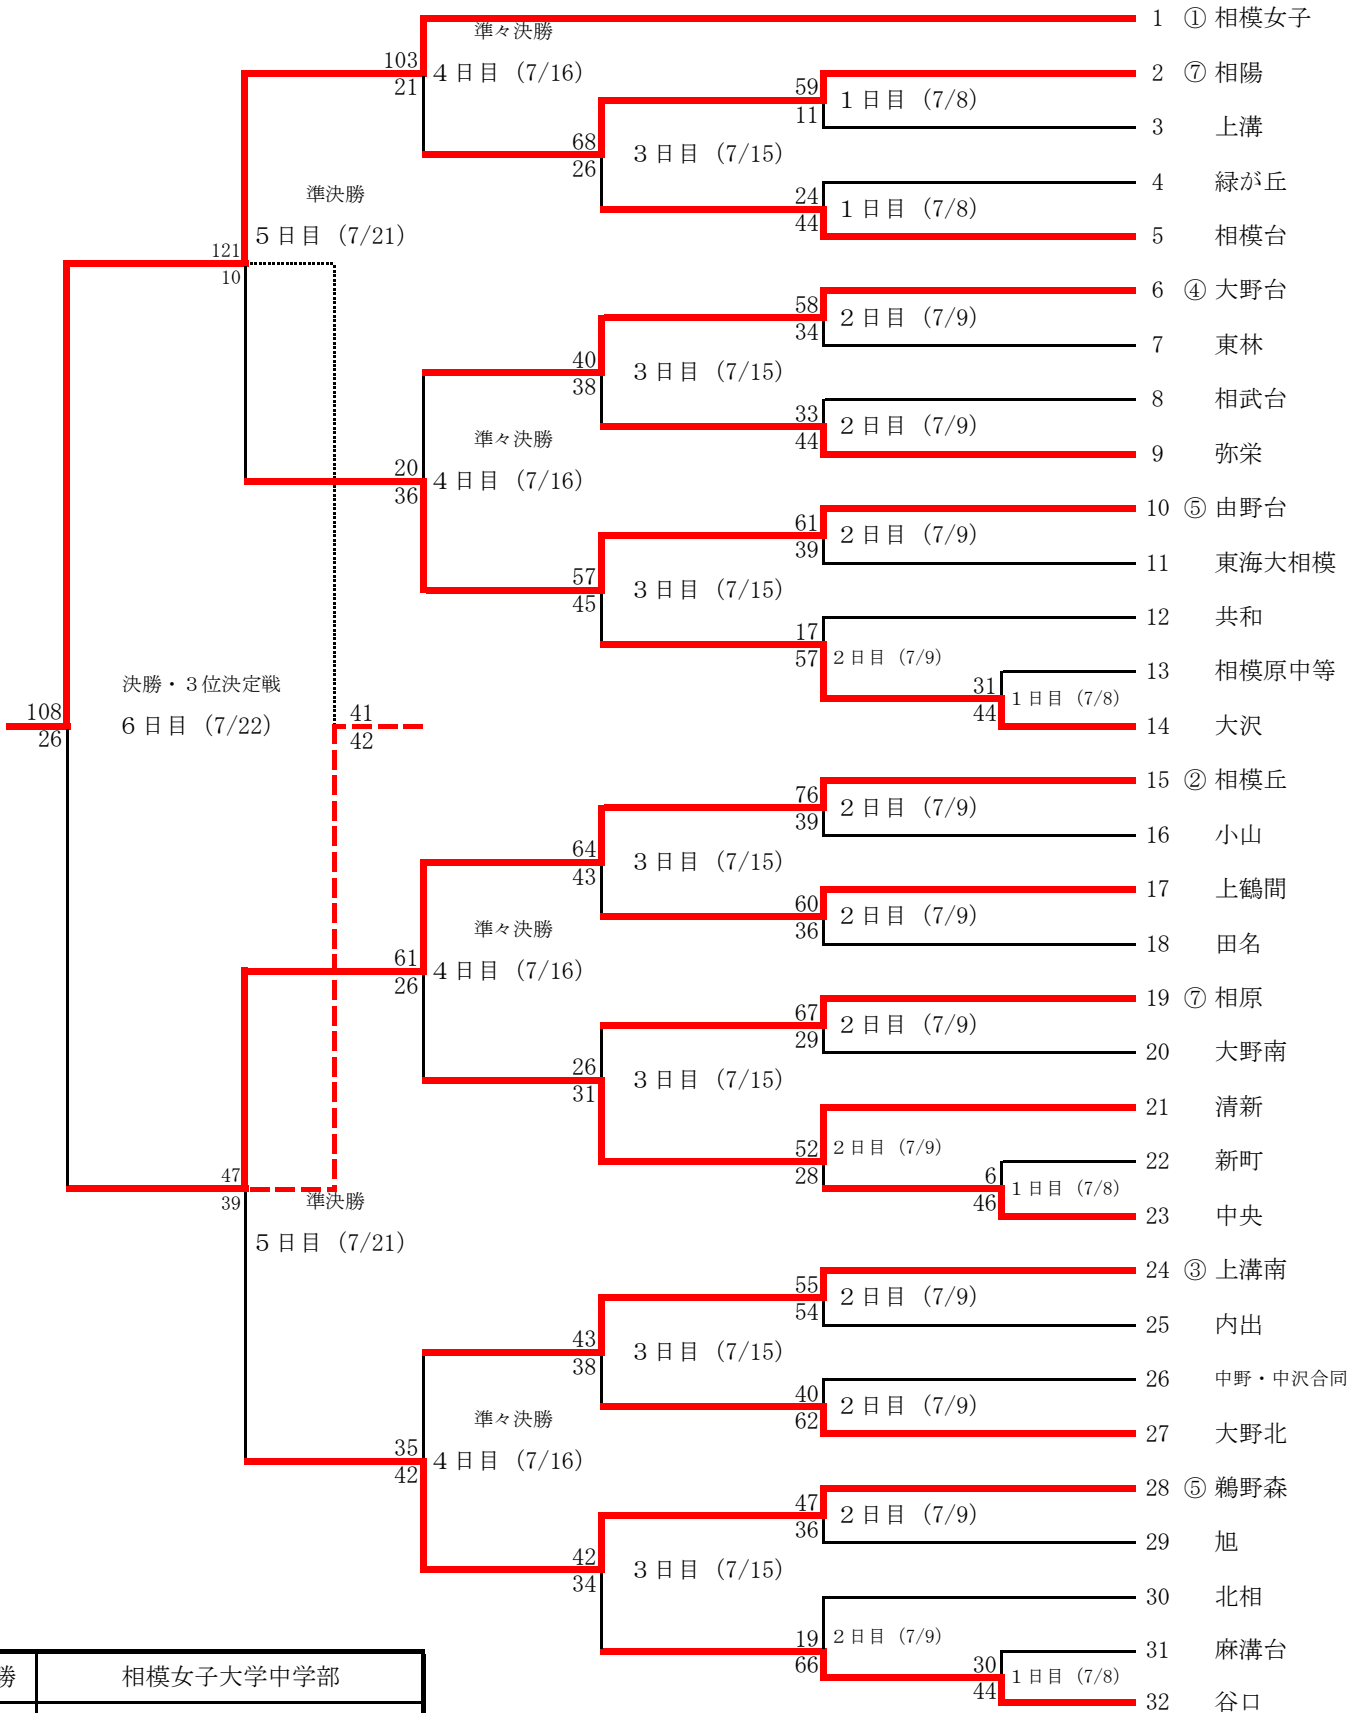 準々決勝
1 ① 相模女子
103
21
4日目 (7/16)
2 ⑦ 相陽
59
11
1日目 (7/8)
3 上溝
68
26
3日目 (7/15)
4 緑が丘
24
44
1日目 (7/8)
5 相模台
準決勝
5日目 (7/21)
121
10
6 ④ 大野台
58
34
2日目 (7/9)
7 東林
40
38
3日目 (7/15)
8 相武台
33
44
2日目 (7/9)
9 弥栄
準々決勝
20
36
4日目 (7/16)
10 ⑤ 由野台
61
39
2日目 (7/9)
11 東海大相模
57
45
3日目 (7/15)
12 共和
17
57
2日目 (7/9)
13 相模原中等
31
44
1日目 (7/8)
14 大沢
決勝・3位決定戦
108
26
6日目 (7/22)
41
42
15 ② 相模丘
76
39
2日目 (7/9)
16 小山
64
43
3日目 (7/15)
17 上鶴間
60
36
2日目 (7/9)
18 田名
準々決勝
61
26
4日目 (7/16)
19 ⑦ 相原
67
29
2日目 (7/9)
20 大野南
26
31
3日目 (7/15)
21 清新
52
28
2日目 (7/9)
22 新町
6
46
1日目 (7/8)
23 中央
47
39
準決勝
5日目 (7/21)
24 ③ 上溝南
55
54
2日目 (7/9)
25 内出
43
38
3日目 (7/15)
26 中野・中沢合同
40
62
2日目 (7/9)
27 大野北
準々決勝
35
42
4日目 (7/16)
28 ⑤ 鵜野森
47
36
2日目 (7/9)
29 旭
42
34
3日目 (7/15)
30 北相
19
66
2日目 (7/9)
31 麻溝台
30
44
1日目 (7/8)
32 谷口
勝 相模女子大学中学部